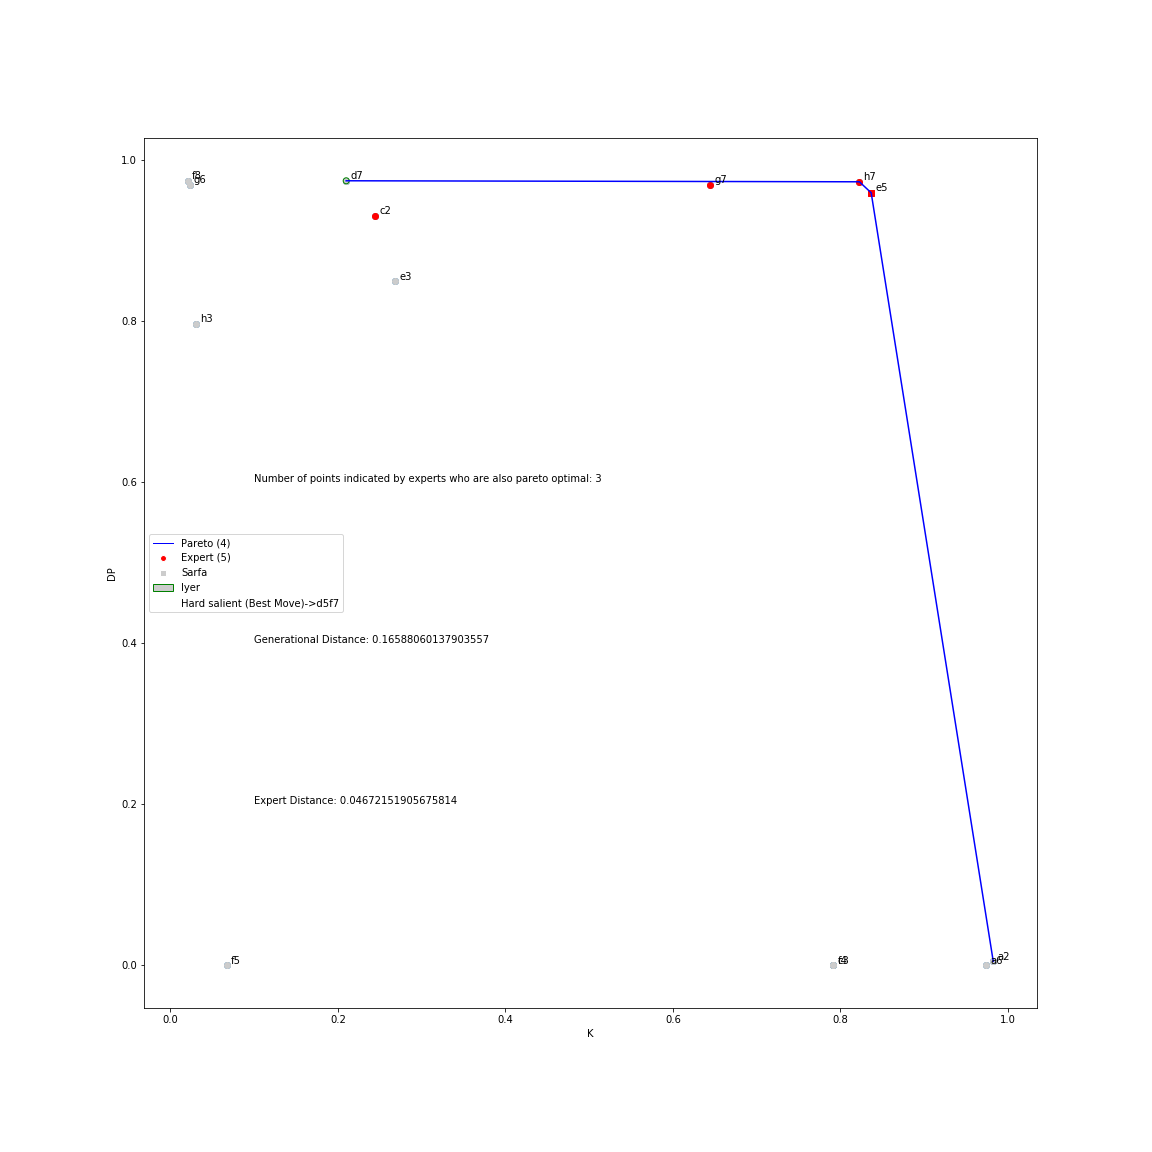 1.0
0.8
0.6
0.4
0.2
0.0
DP
d7
h7
g7
e5
g6
c2
e3
h3
Number of points indicated by experts who are also pareto optimal: 3
Pareto (4)
Expert (5)
Sarfa
Iyer
Hard salient (Best Move)->d5f7
Generational Distance: 0.16588060137903557
Expert Distance: 0.04672151905675814
f5
a2
0.0
0.2
0.4
0.6
0.8
1.0
K